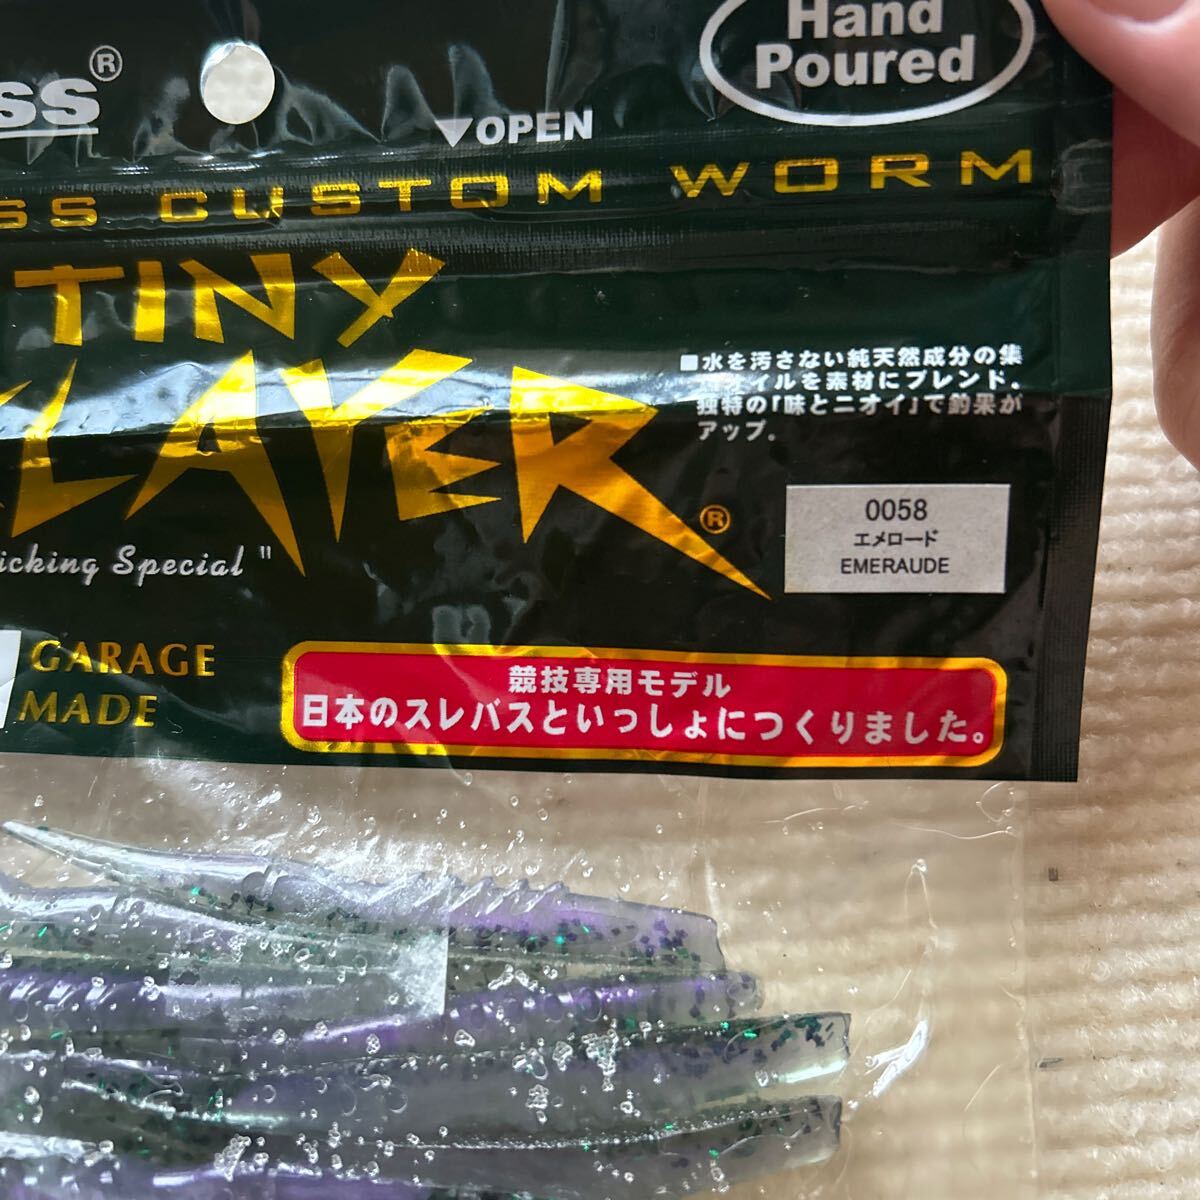 Hand
Poured
ss®
▼OPEN
SS CUSTOM WORM
TINY
LAYER®
■水を汚さない純天然成分の集
オイルを素材にブレンド。
独特の「味とニオイ」で釣果が
アップ。
0058
エメロード
EMERAUDE
icking Special"
GARAGE
MADE
競技専用モデル
日本のスレバスといっしょにつくりました。